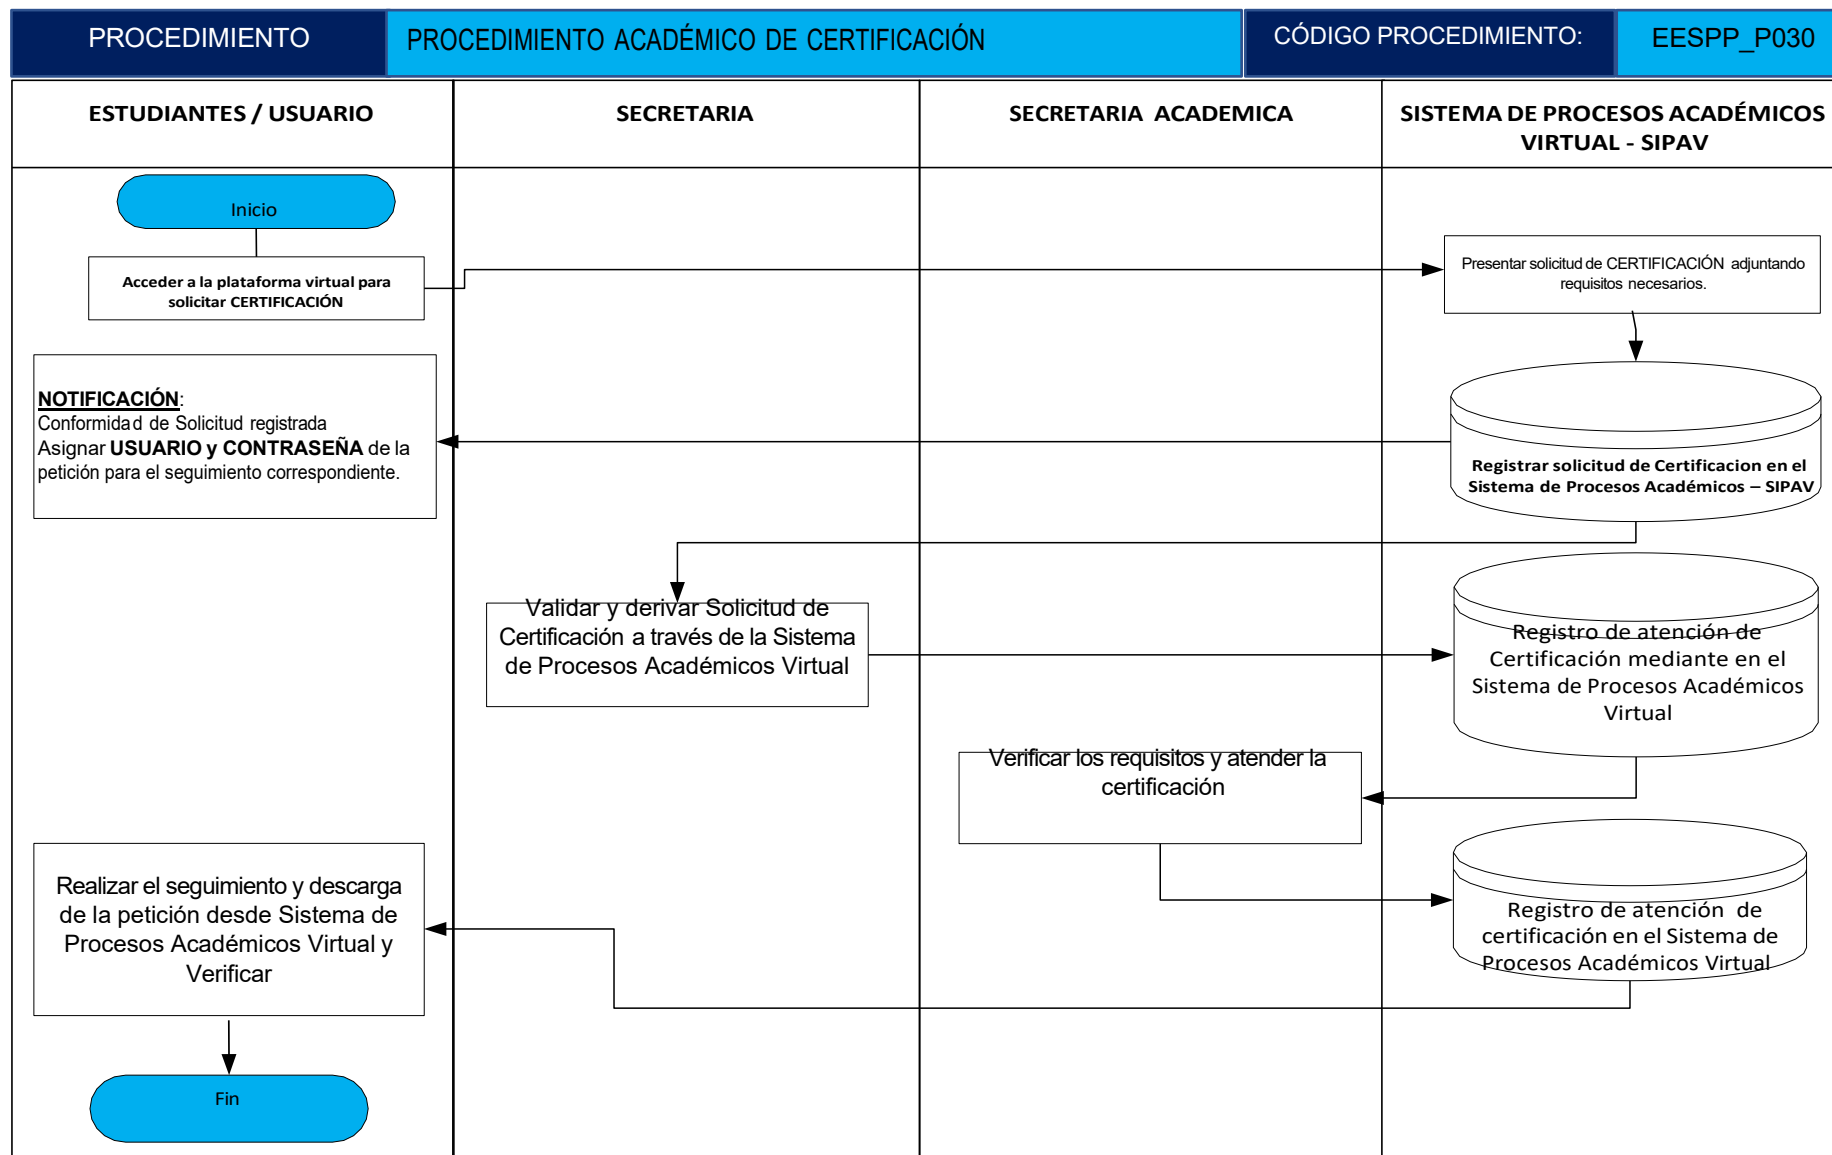 PROCEDIMIENTO
PROCEDIMIENTO ACADÉMICO DE CERTIFICACIÓN
CÓDIGO PROCEDIMIENTO:
EESPP_P030
ESTUDIANTES / USUARIO
SECRETARIA
SECRETARIA ACADEMICA
SISTEMA DE PROCESOS ACADÉMICOS
VIRTUAL - SIPAV
Inicio
Acceder a la plataforma virtual para
solicitar CERTIFICACIÓN
Presentar solicitud de CERTIFICACIÓN adjuntando
requisitos necesarios.
NOTIFICACIÓN:
Conformidad de Solicitud registrada
Asignar USUARIO y CONTRASEÑA de la
petición para el seguimiento correspondiente.
Registrar solicitud de Certificacion en el
Sistema de Procesos Académicos – SIPAV
Validar y derivar Solicitud de
Certificación a través de la Sistema
de Procesos Académicos Virtual
Registro de atención de
Certificación mediante en el
Sistema de Procesos Académicos
Virtual
Verificar los requisitos y atender la
certificación
Realizar el seguimiento y descarga
de la petición desde Sistema de
Procesos Académicos Virtual y
Verificar
Registro de atención de
certificación en el Sistema de
Procesos Académicos Virtual
Fin